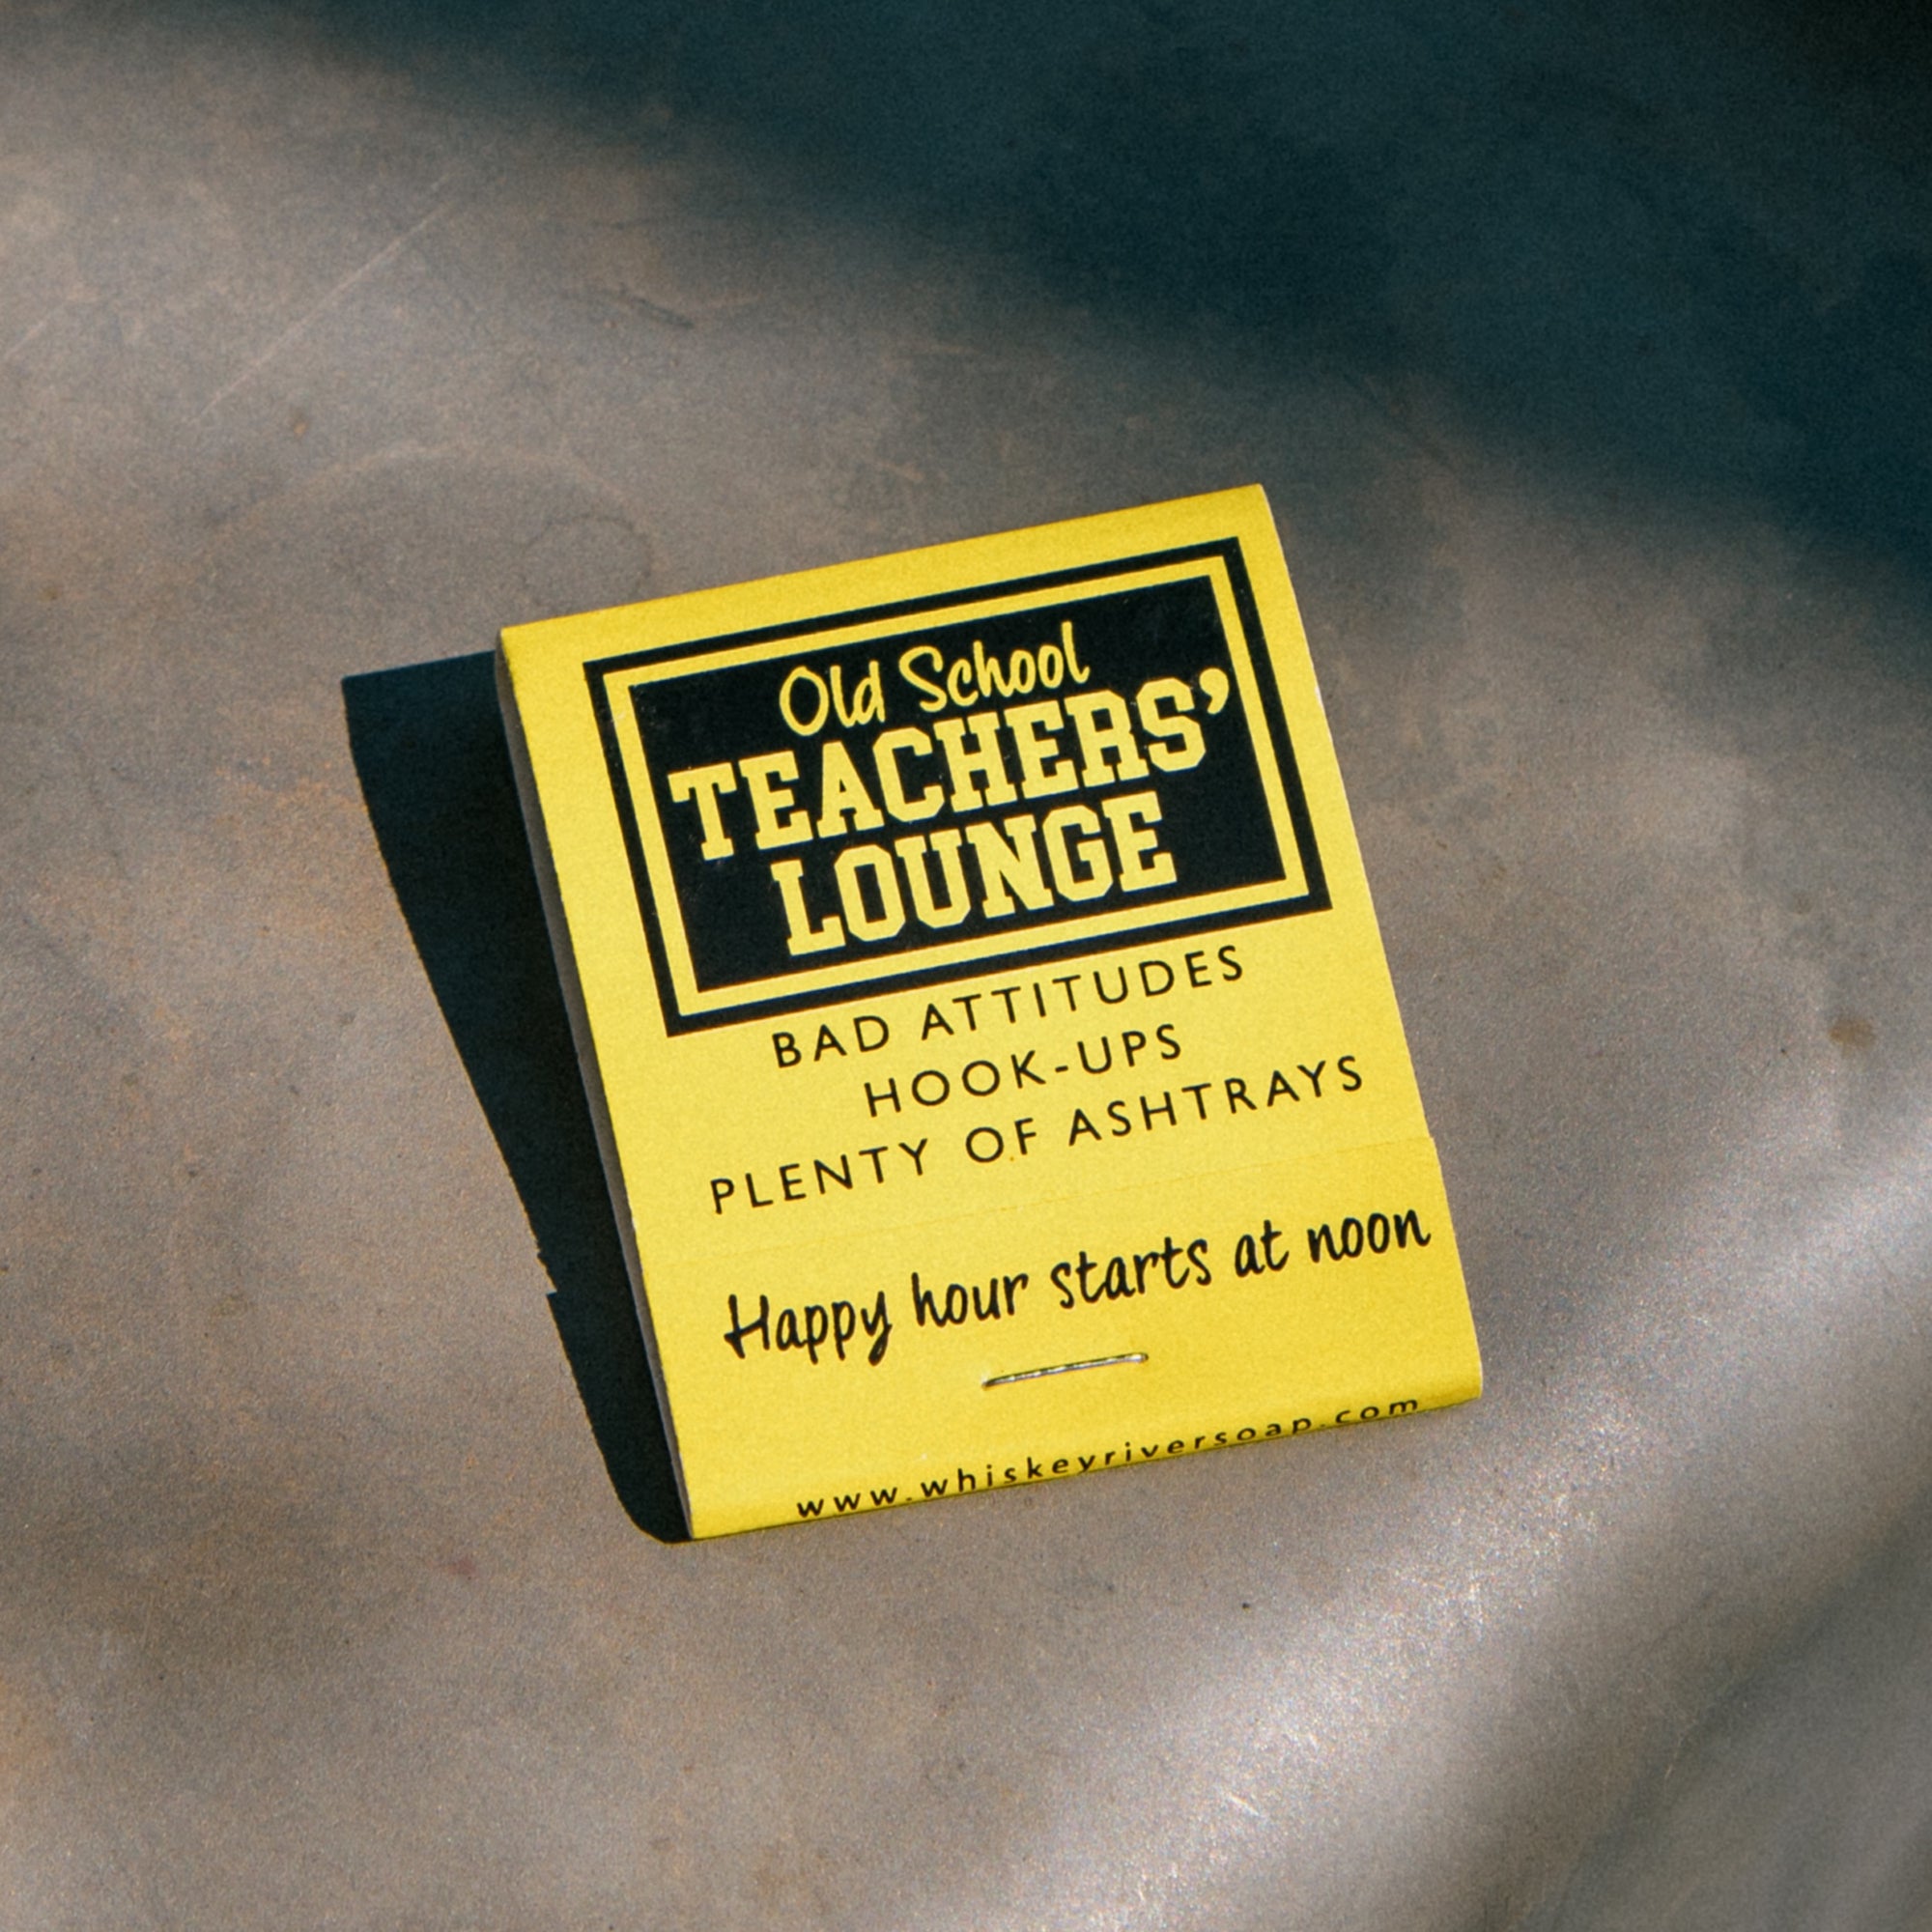 Old School
TEACHERS'
LOUNGE
BAD ATTITUDES
HOOK-UPS
PLENTY OF ASHTRAYS
Happy hour starts at noon
www.whiskeyriversoap.com